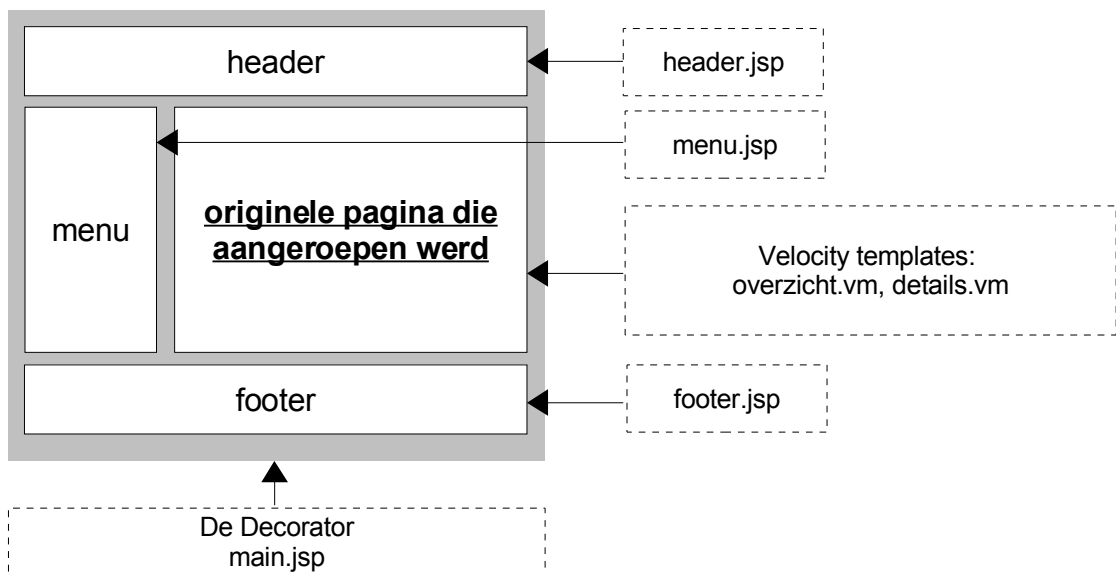 header
header.jsp
menu.jsp
menu
originele pagina die
aangeroepen werd
Velocity templates:
overzicht.vm, details.vm
footer
footer.jsp
De Decorator
main.jsp